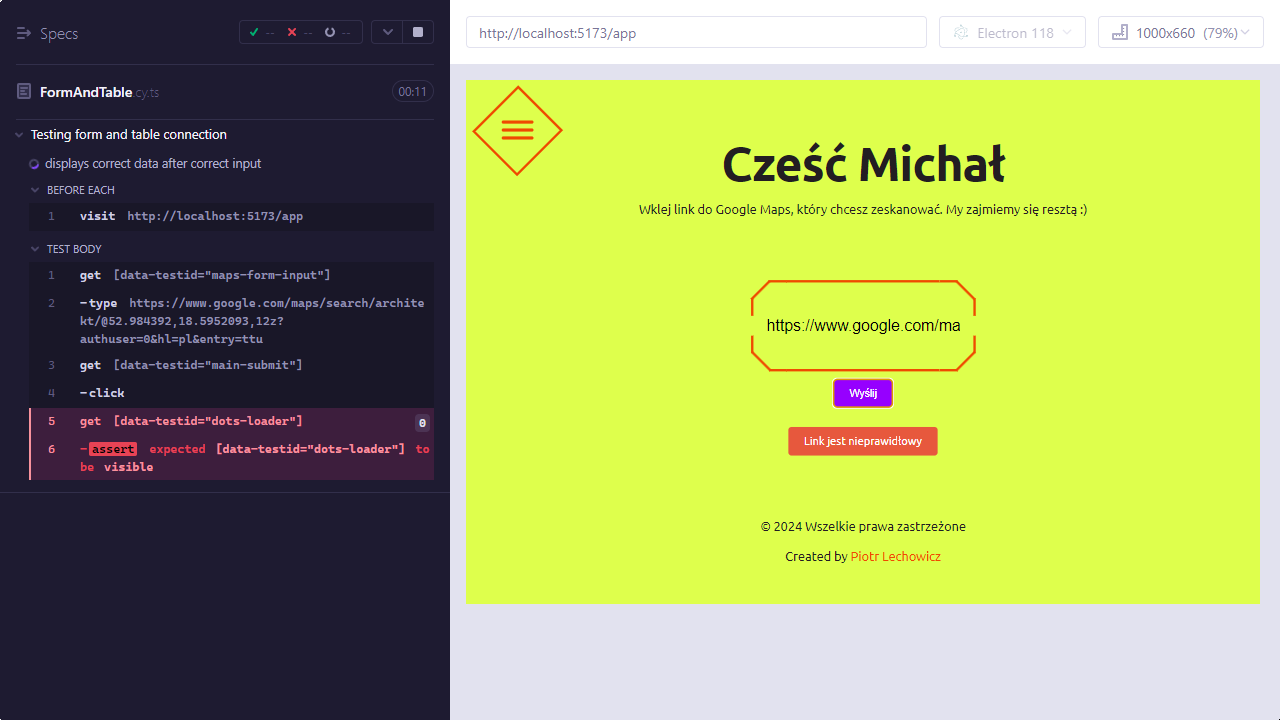 Specs
-- -- --
FormAndTable.cy.ts 00:11
Testing form and table connection
displays correct data after correct input
BEFORE EACH
1 visit http://localhost:5173/app
TEST BODY
1 get [data-testid="maps-form-input"]
2 -type https://www.google.com/maps/search/archite
kt/@52.984392,18.5952093,12z?
authuser=0&hl=pl&entry=ttu
3 get [data-testid="main-submit"]
4 -click
5 get [data-testid="dots-loader"] 0
6 -assert expected [data-testid="dots-loader"] to
be visible
http://localhost:5173/app
Electron 118
1000x660 (79%)
Cześć Michał
Wklej link do Google Maps, który chcesz zeskanować. My zajmiemy się resztą :)
https://www.google.com/ma
Wyślij
Link jest nieprawidłowy
© 2024 Wszelkie prawa zastrzeżone
Created by Piotr Lechowicz